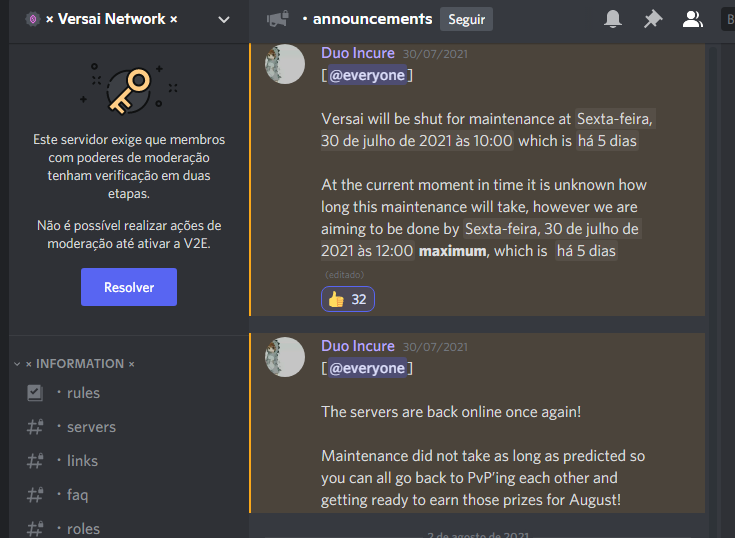 × Versai Network ×
Este servidor exige que membros
com poderes de moderação
tenham verificação em duas
etapas.
Não é possível realizar ações de
moderação até ativar a V2E.
Resolver
× INFORMATION ×
• rules
• servers
• links
• faq
• roles
• announcements
Seguir
Duo Incure 30/07/2021
[@everyone]
Versai will be shut for maintenance at Sexta-feira,
30 de julho de 2021 às 10:00 which is há 5 dias
At the current moment in time it is unknown how
long this maintenance will take, however we are
aiming to be done by Sexta-feira, 30 de julho de
2021 às 12:00 maximum, which is há 5 dias
(editado)
32
Duo Incure 30/07/2021
[@everyone]
The servers are back online once again!
Maintenance did not take as long as predicted so
you can all go back to PvP'ing each other and
getting ready to earn those prizes for August!
2 de agosto de 2021